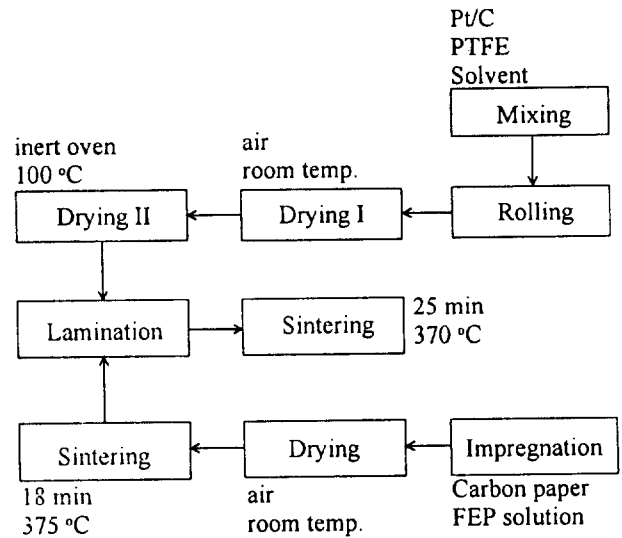 Pt/C
PTFE
Solvent
Mixing
inert oven
100 °C
air
room temp.
Drying II
Drying I
Rolling
Lamination
Sintering
25 min
370 °C
Sintering
Drying
Impregnation
18 min
375 °C
air
room temp.
Carbon paper
FEP solution